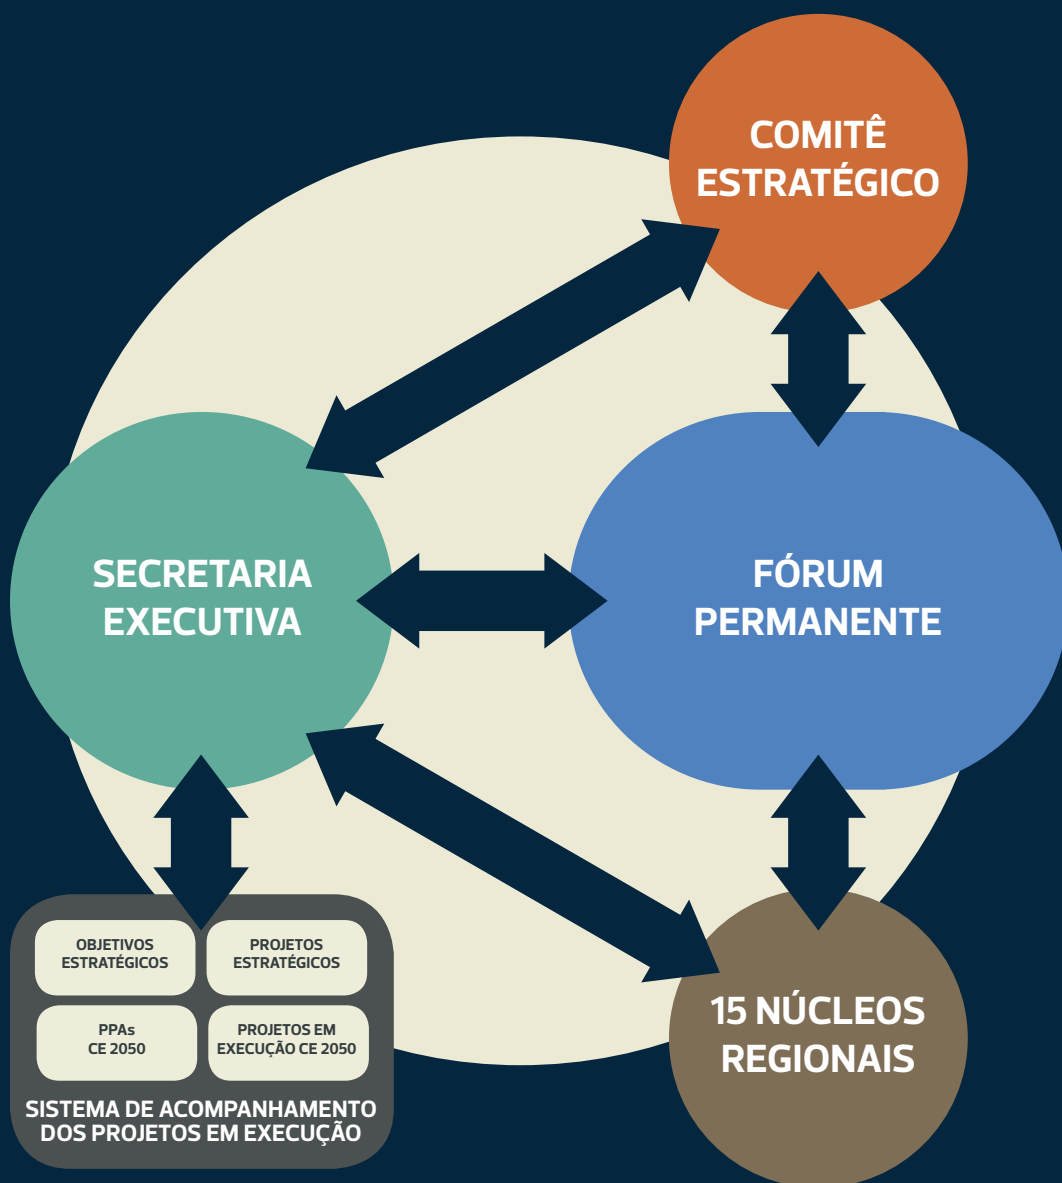 COMITÊ
ESTRATÉGICO
SECRETARIA
EXECUTIVA
FÓRUM
PERMANENTE
OBJETIVOS
ESTRATÉGICOS
PROJETOS
ESTRATÉGICOS
PPAs
CE 2050
PROJETOS EM
EXECUÇÃO CE 2050
SISTEMA DE ACOMPANHAMENTO
DOS PROJETOS EM EXECUÇÃO
15 NÚCLEOS
REGIONAIS